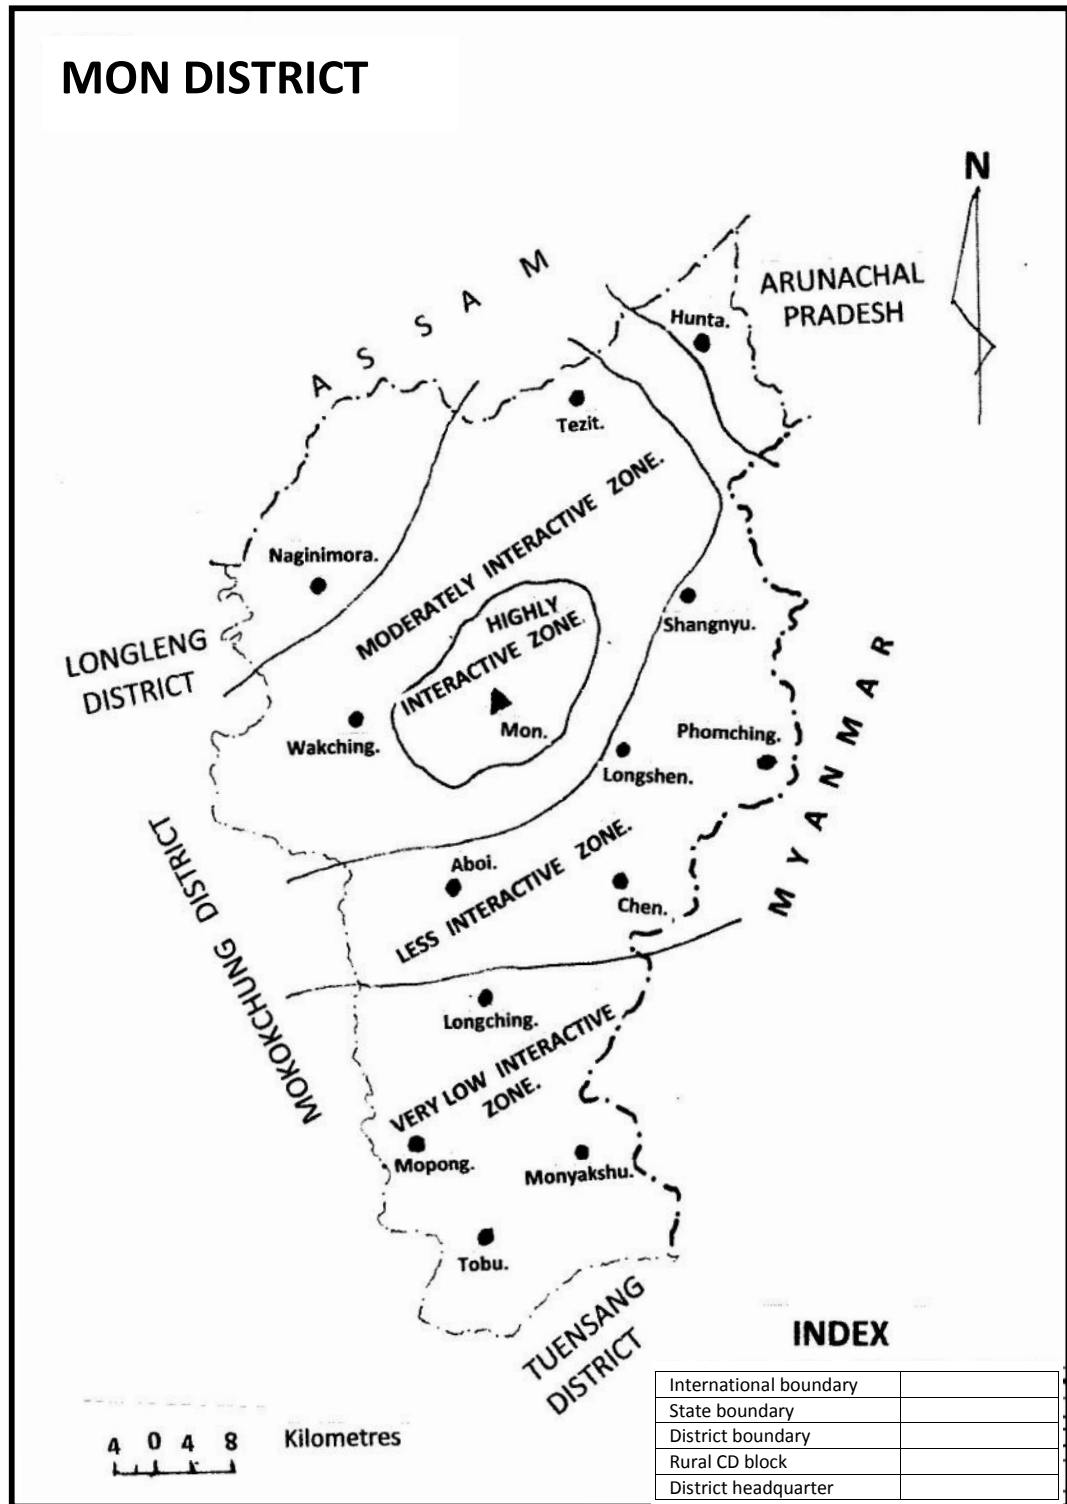 MON DISTRICT
N
ASSAM
ARUNACHAL
PRADESH
Hunta.
Tezit.
MODERATELY INTERACTIVE ZONE.
Naginimora.
HIGHLY
INTERACTIVE ZONE.
Shangnyu.
LONGLENG
DISTRICT
Wakching.
Mon.
Phomching.
Longshen.
MYANMAR
MOKOKCHUNG DISTRICT
Aboi.
LESS INTERACTIVE ZONE.
Chen.
Longching.
VERY LOW INTERACTIVE
ZONE.
Mopong.
Monyakshu.
Tobu.
TUENSANG
DISTRICT
INDEX
International boundary
State boundary
District boundary
Rural CD block
District headquarter
4 0 4 8 Kilometres